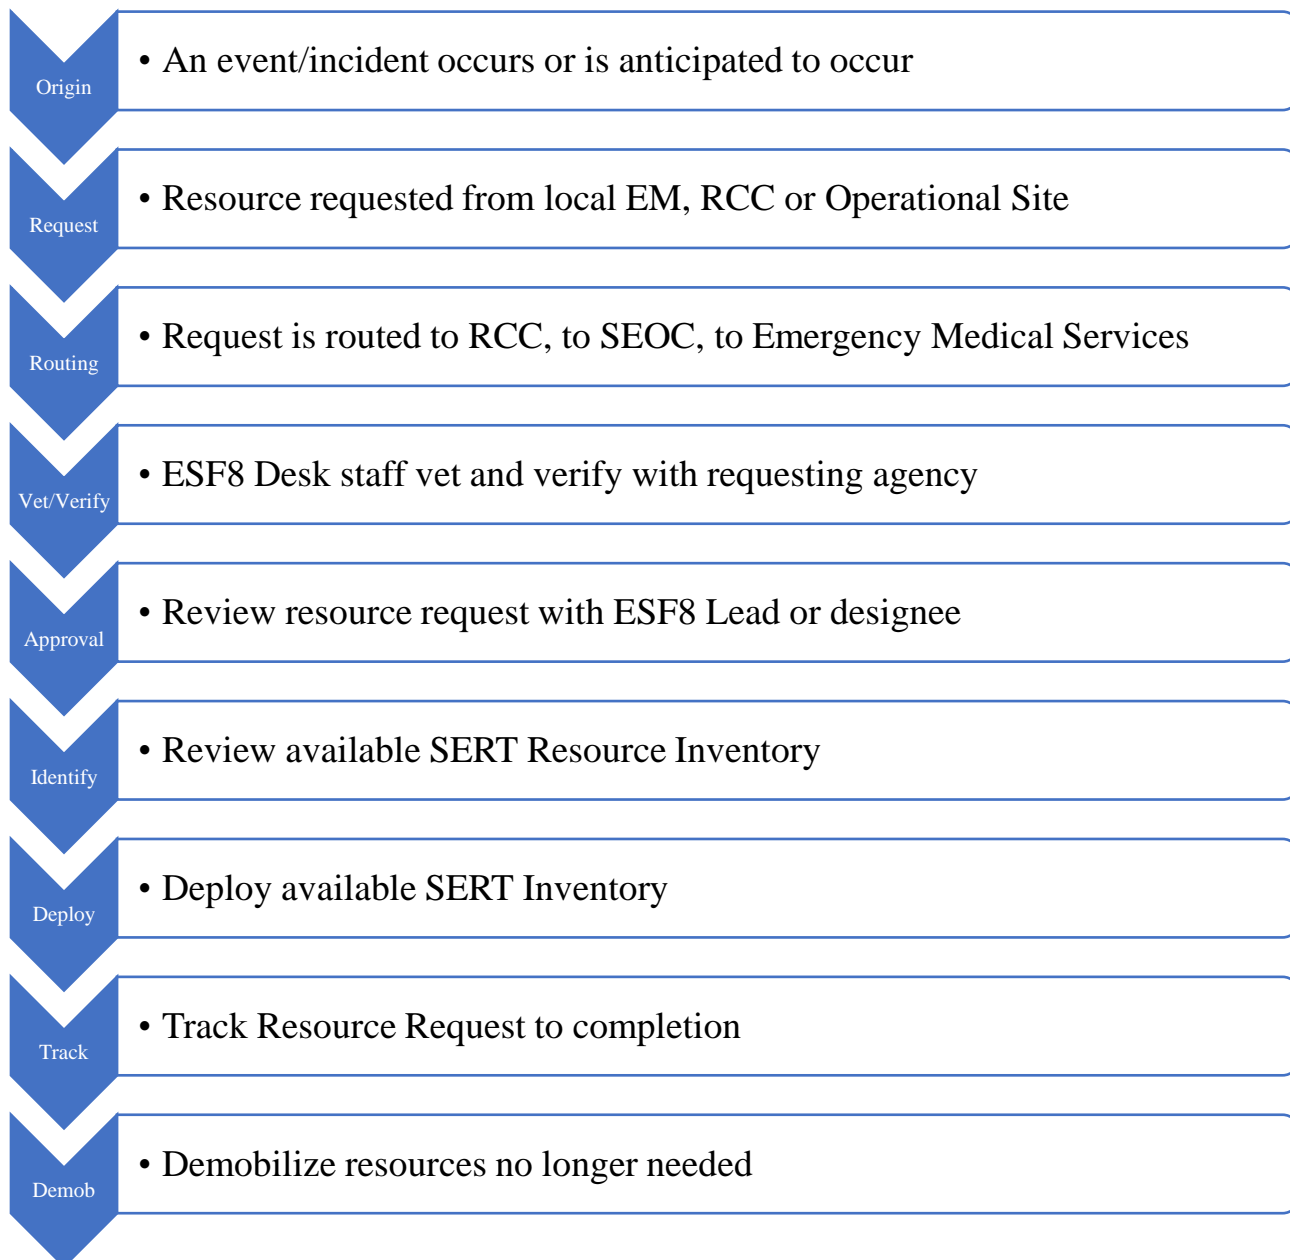 Origin
• An event/incident occurs or is anticipated to occur
Request
• Resource requested from local EM, RCC or Operational Site
Routing
• Request is routed to RCC, to SEOC, to Emergency Medical Services
Vet/Verify
• ESF8 Desk staff vet and verify with requesting agency
Approval
• Review resource request with ESF8 Lead or designee
Identify
• Review available SERT Resource Inventory
Deploy
• Deploy available SERT Inventory
Track
• Track Resource Request to completion
Demob
• Demobilize resources no longer needed